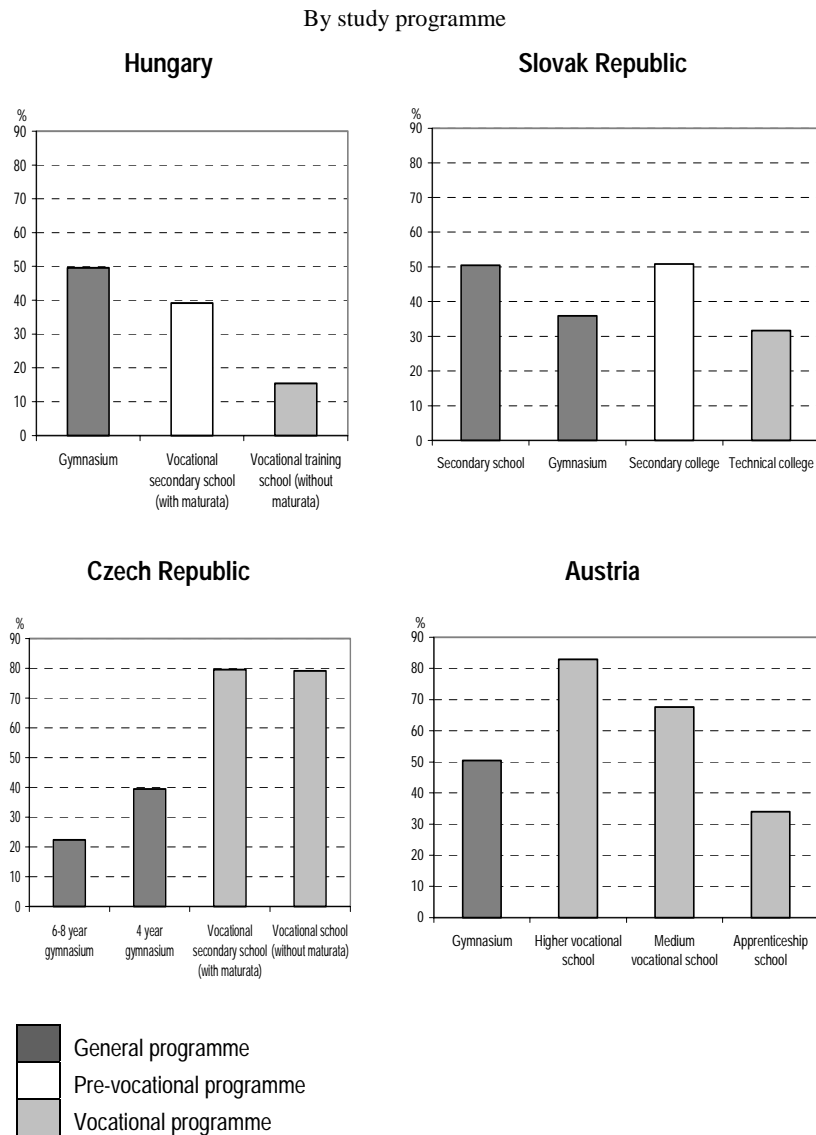 By study programme
Hungary
%
90
80
70
60
50
40
30
20
10
0
Gymnasium
Vocational
secondary school
(with maturata)
Vocational training
school (without
maturata)
Slovak Republic
%
90
80
70
60
50
40
30
20
10
0
Secondary school
Gymnasium
Secondary college
Technical college
Czech Republic
%
90
80
70
60
50
40
30
20
10
0
6-8 year
gymnasium
4 year
gymnasium
Vocational
secondary school
(with maturata)
Vocational school
(without maturata)
Austria
%
90
80
70
60
50
40
30
20
10
0
Gymnasium
Higher vocational
school
Medium
vocational school
Apprenticeship
school
General programme
Pre-vocational programme
Vocational programme